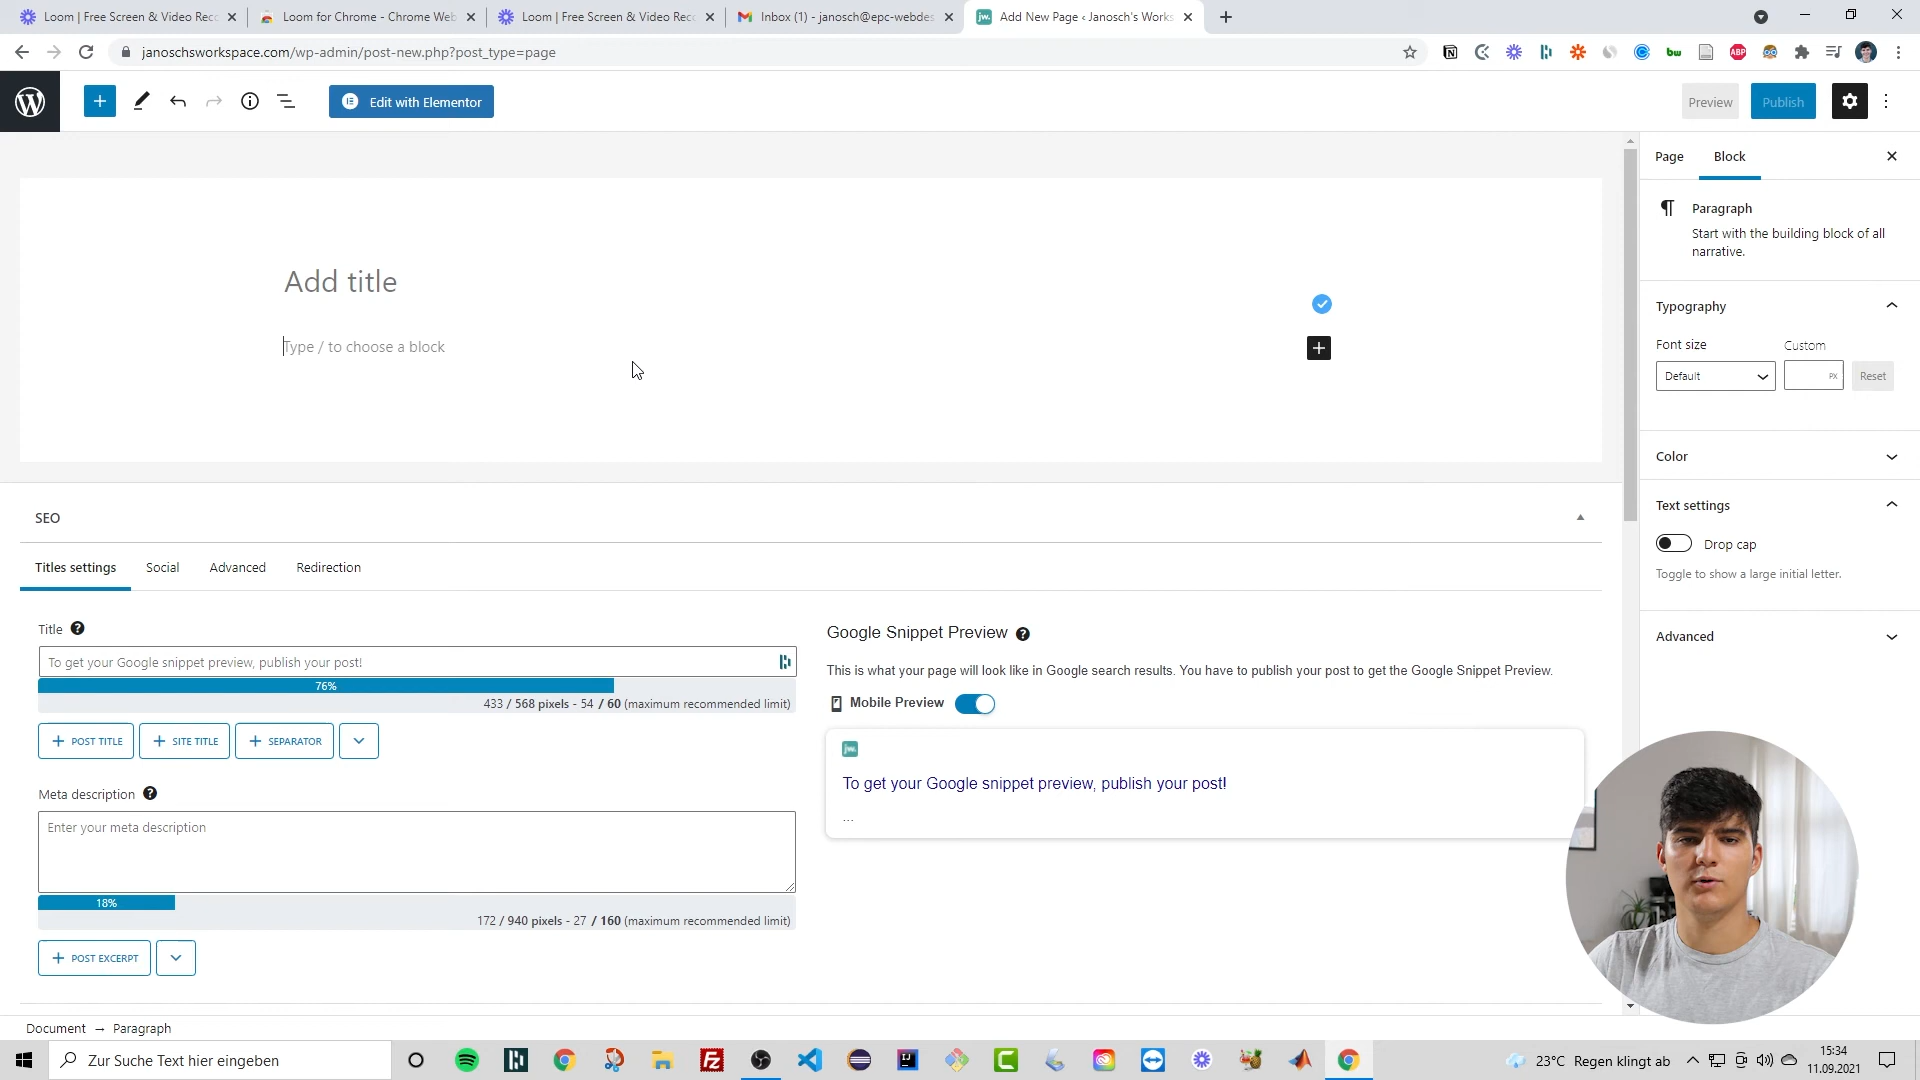 Loom | Free Screen & Video Rec
Loom for Chrome - Chrome Web
Loom | Free Screen & Video Rec
Inbox (1) - janosch@epc-webdes
Add New Page ‹ Janosch's Works
janoschsworkspace.com/wp-admin/post-new.php?post_type=page
Edit with Elementor
Preview
Publish
Page
Block
Paragraph
Start with the building block of all
narrative.
Add title
Type / to choose a block
Typography
Font size
Custom
Default
PX
Reset
Color
Text settings
Drop cap
Toggle to show a large initial letter.
Advanced
SEO
Titles settings
Social
Advanced
Redirection
Title
To get your Google snippet preview, publish your post!
76%
433 / 568 pixels - 54 / 60 (maximum recommended limit)
POST TITLE
SITE TITLE
SEPARATOR
Meta description
Enter your meta description
18%
172 / 940 pixels - 27 / 160 (maximum recommended limit)
POST EXCERPT
Google Snippet Preview
This is what your page will look like in Google search results. You have to publish your post to get the Google Snippet Preview.
Mobile Preview
jw.
To get your Google snippet preview, publish your post!
...
Document → Paragraph
Zur Suche Text hier eingeben
23°C Regen klingt ab
15:34
11.09.2021